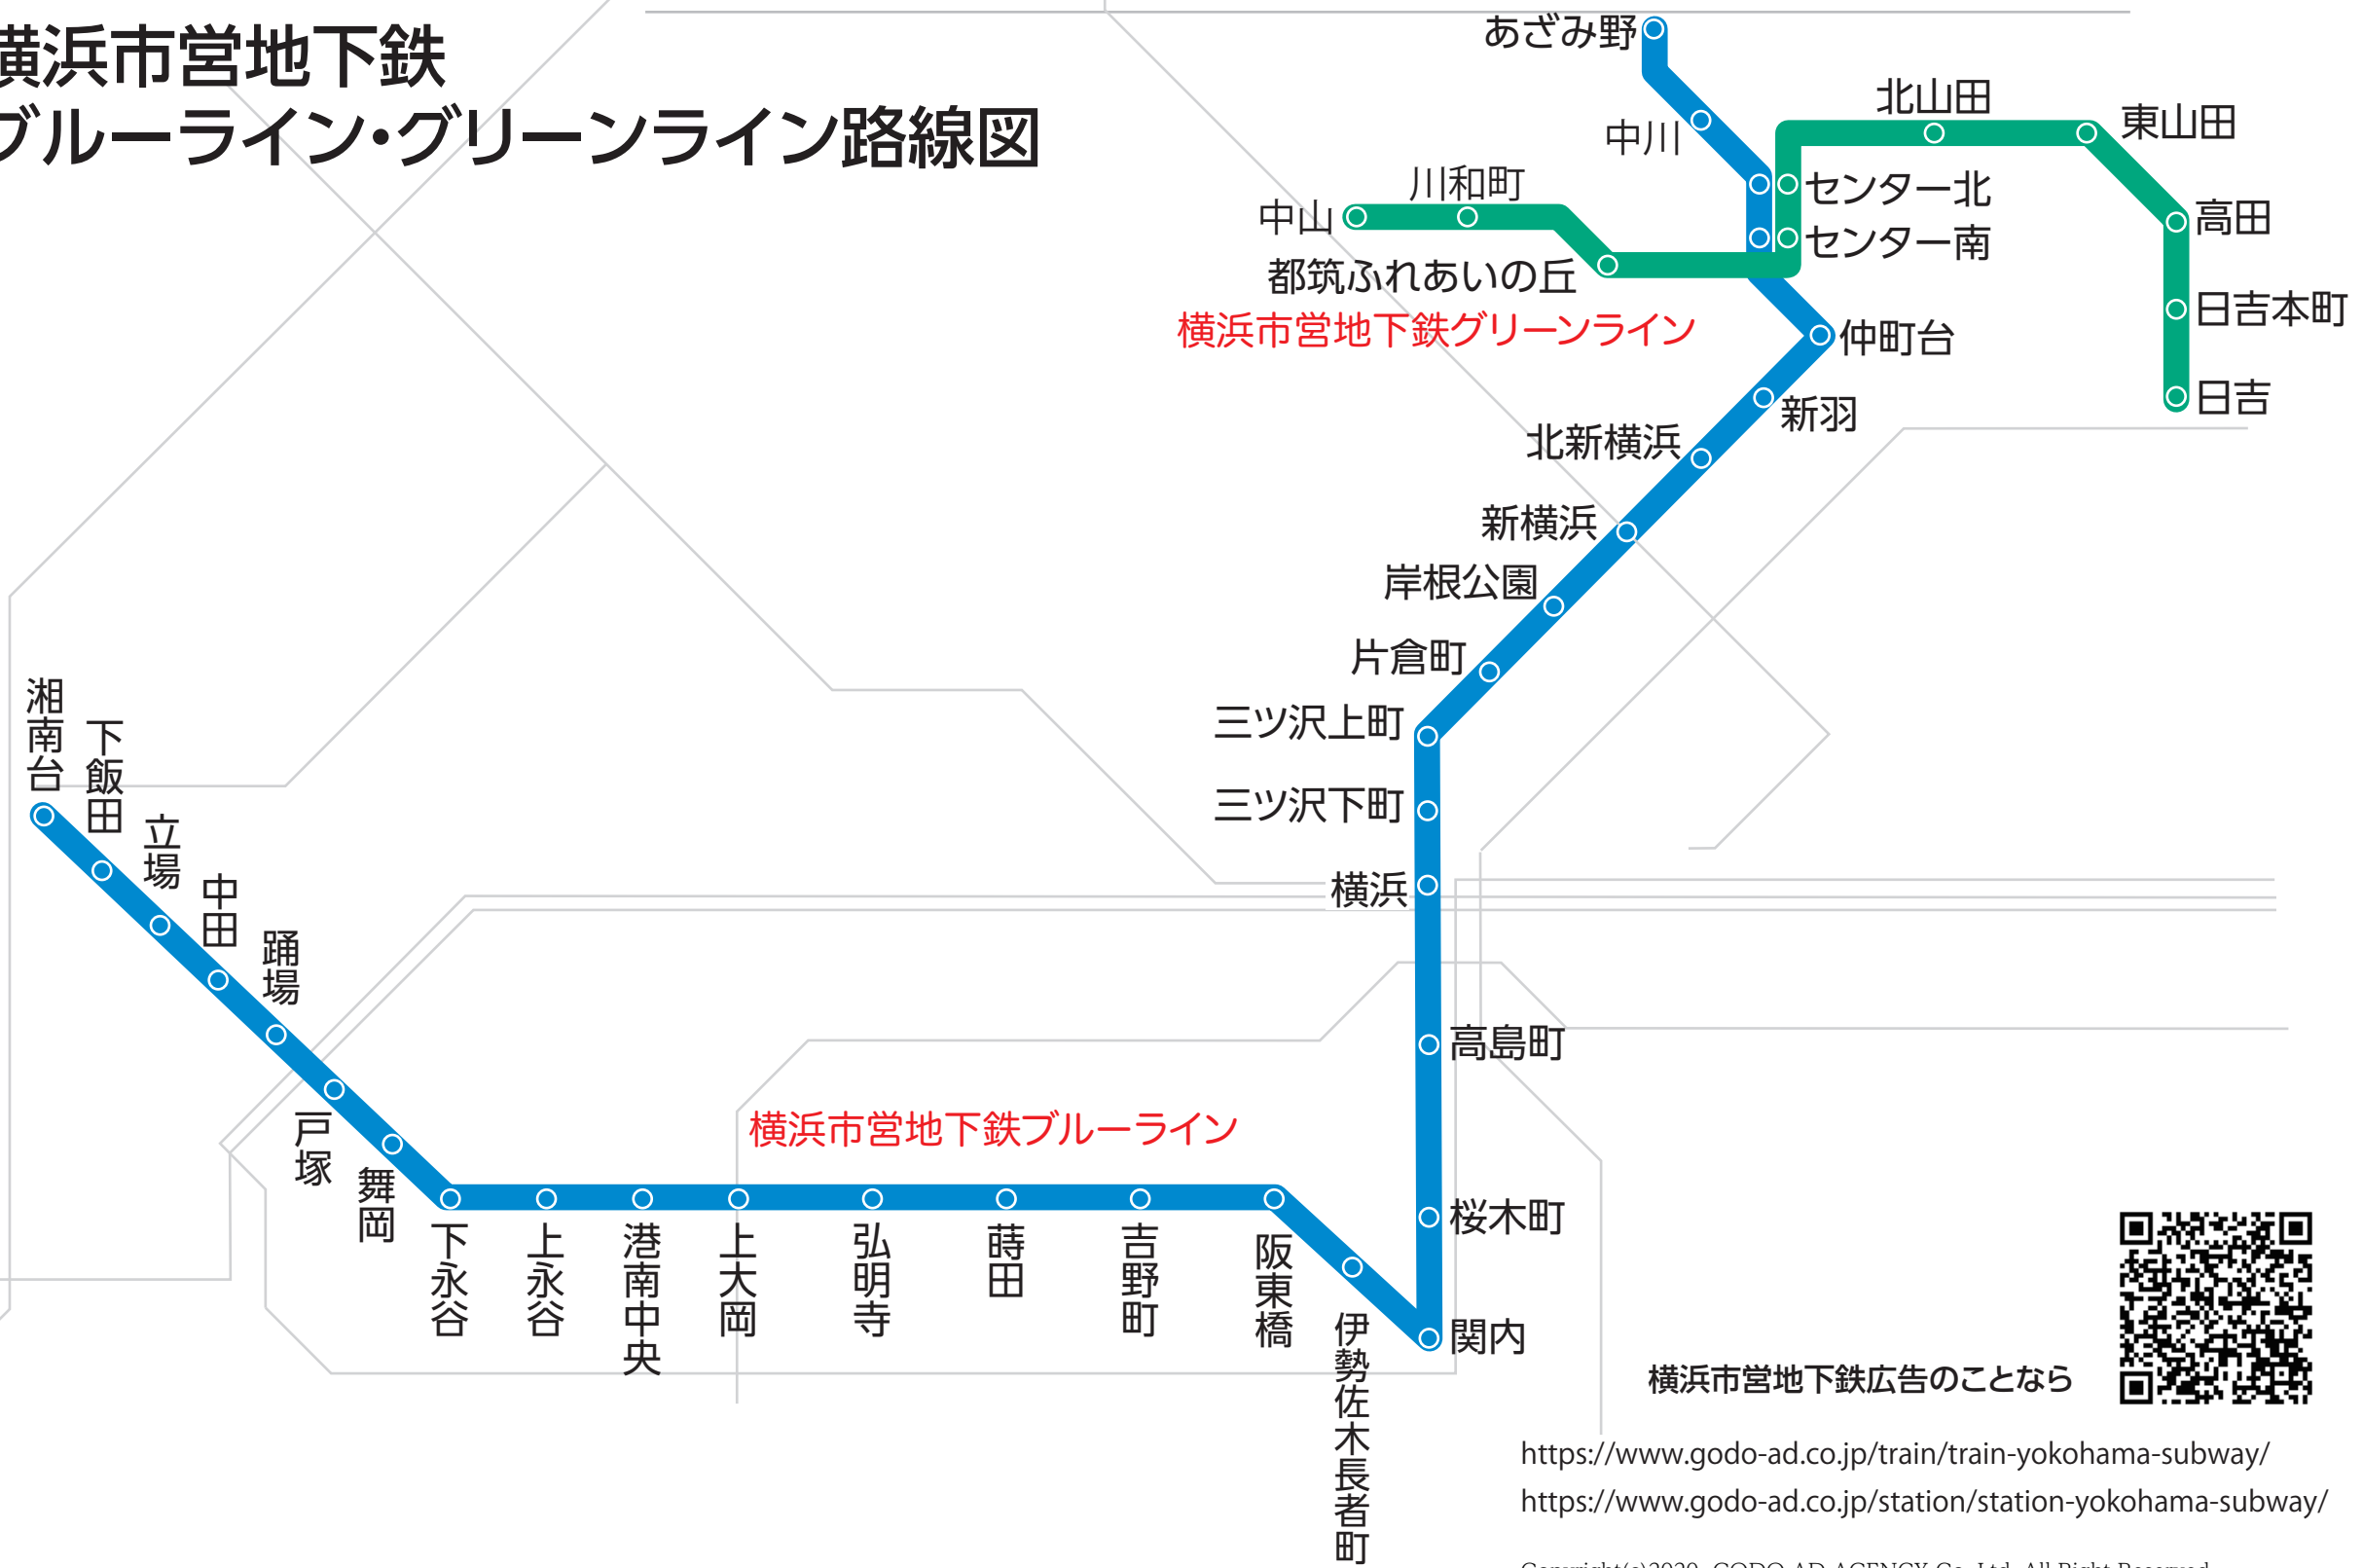 横浜市営地下鉄
ブルーライン・グリーンライン路線図
あざみ野
中川
北山田
東山田
川和町
中山
センター北
センター南
高田
都筑ふれあいの丘
横浜市営地下鉄グリーンライン
日吉本町
仲町台
日吉
新羽
北新横浜
新横浜
岸根公園
片倉町
三ツ沢上町
三ツ沢下町
横浜
高島町
桜木町
関内
湘南台
下飯田
立場
中田
踊場
戸塚
舞岡
横浜市営地下鉄ブルーライン
下永谷
上永谷
港南中央
上大岡
弘明寺
蒔田
吉野町
阪東橋
伊勢佐木長者町
横浜市営地下鉄広告のことなら
https://www.godo-ad.co.jp/train/train-yokohama-subway/
https://www.godo-ad.co.jp/station/station-yokohama-subway/
Copyright(c)2020 GODO AD AGENCY Co.,Ltd. All Right Reserved